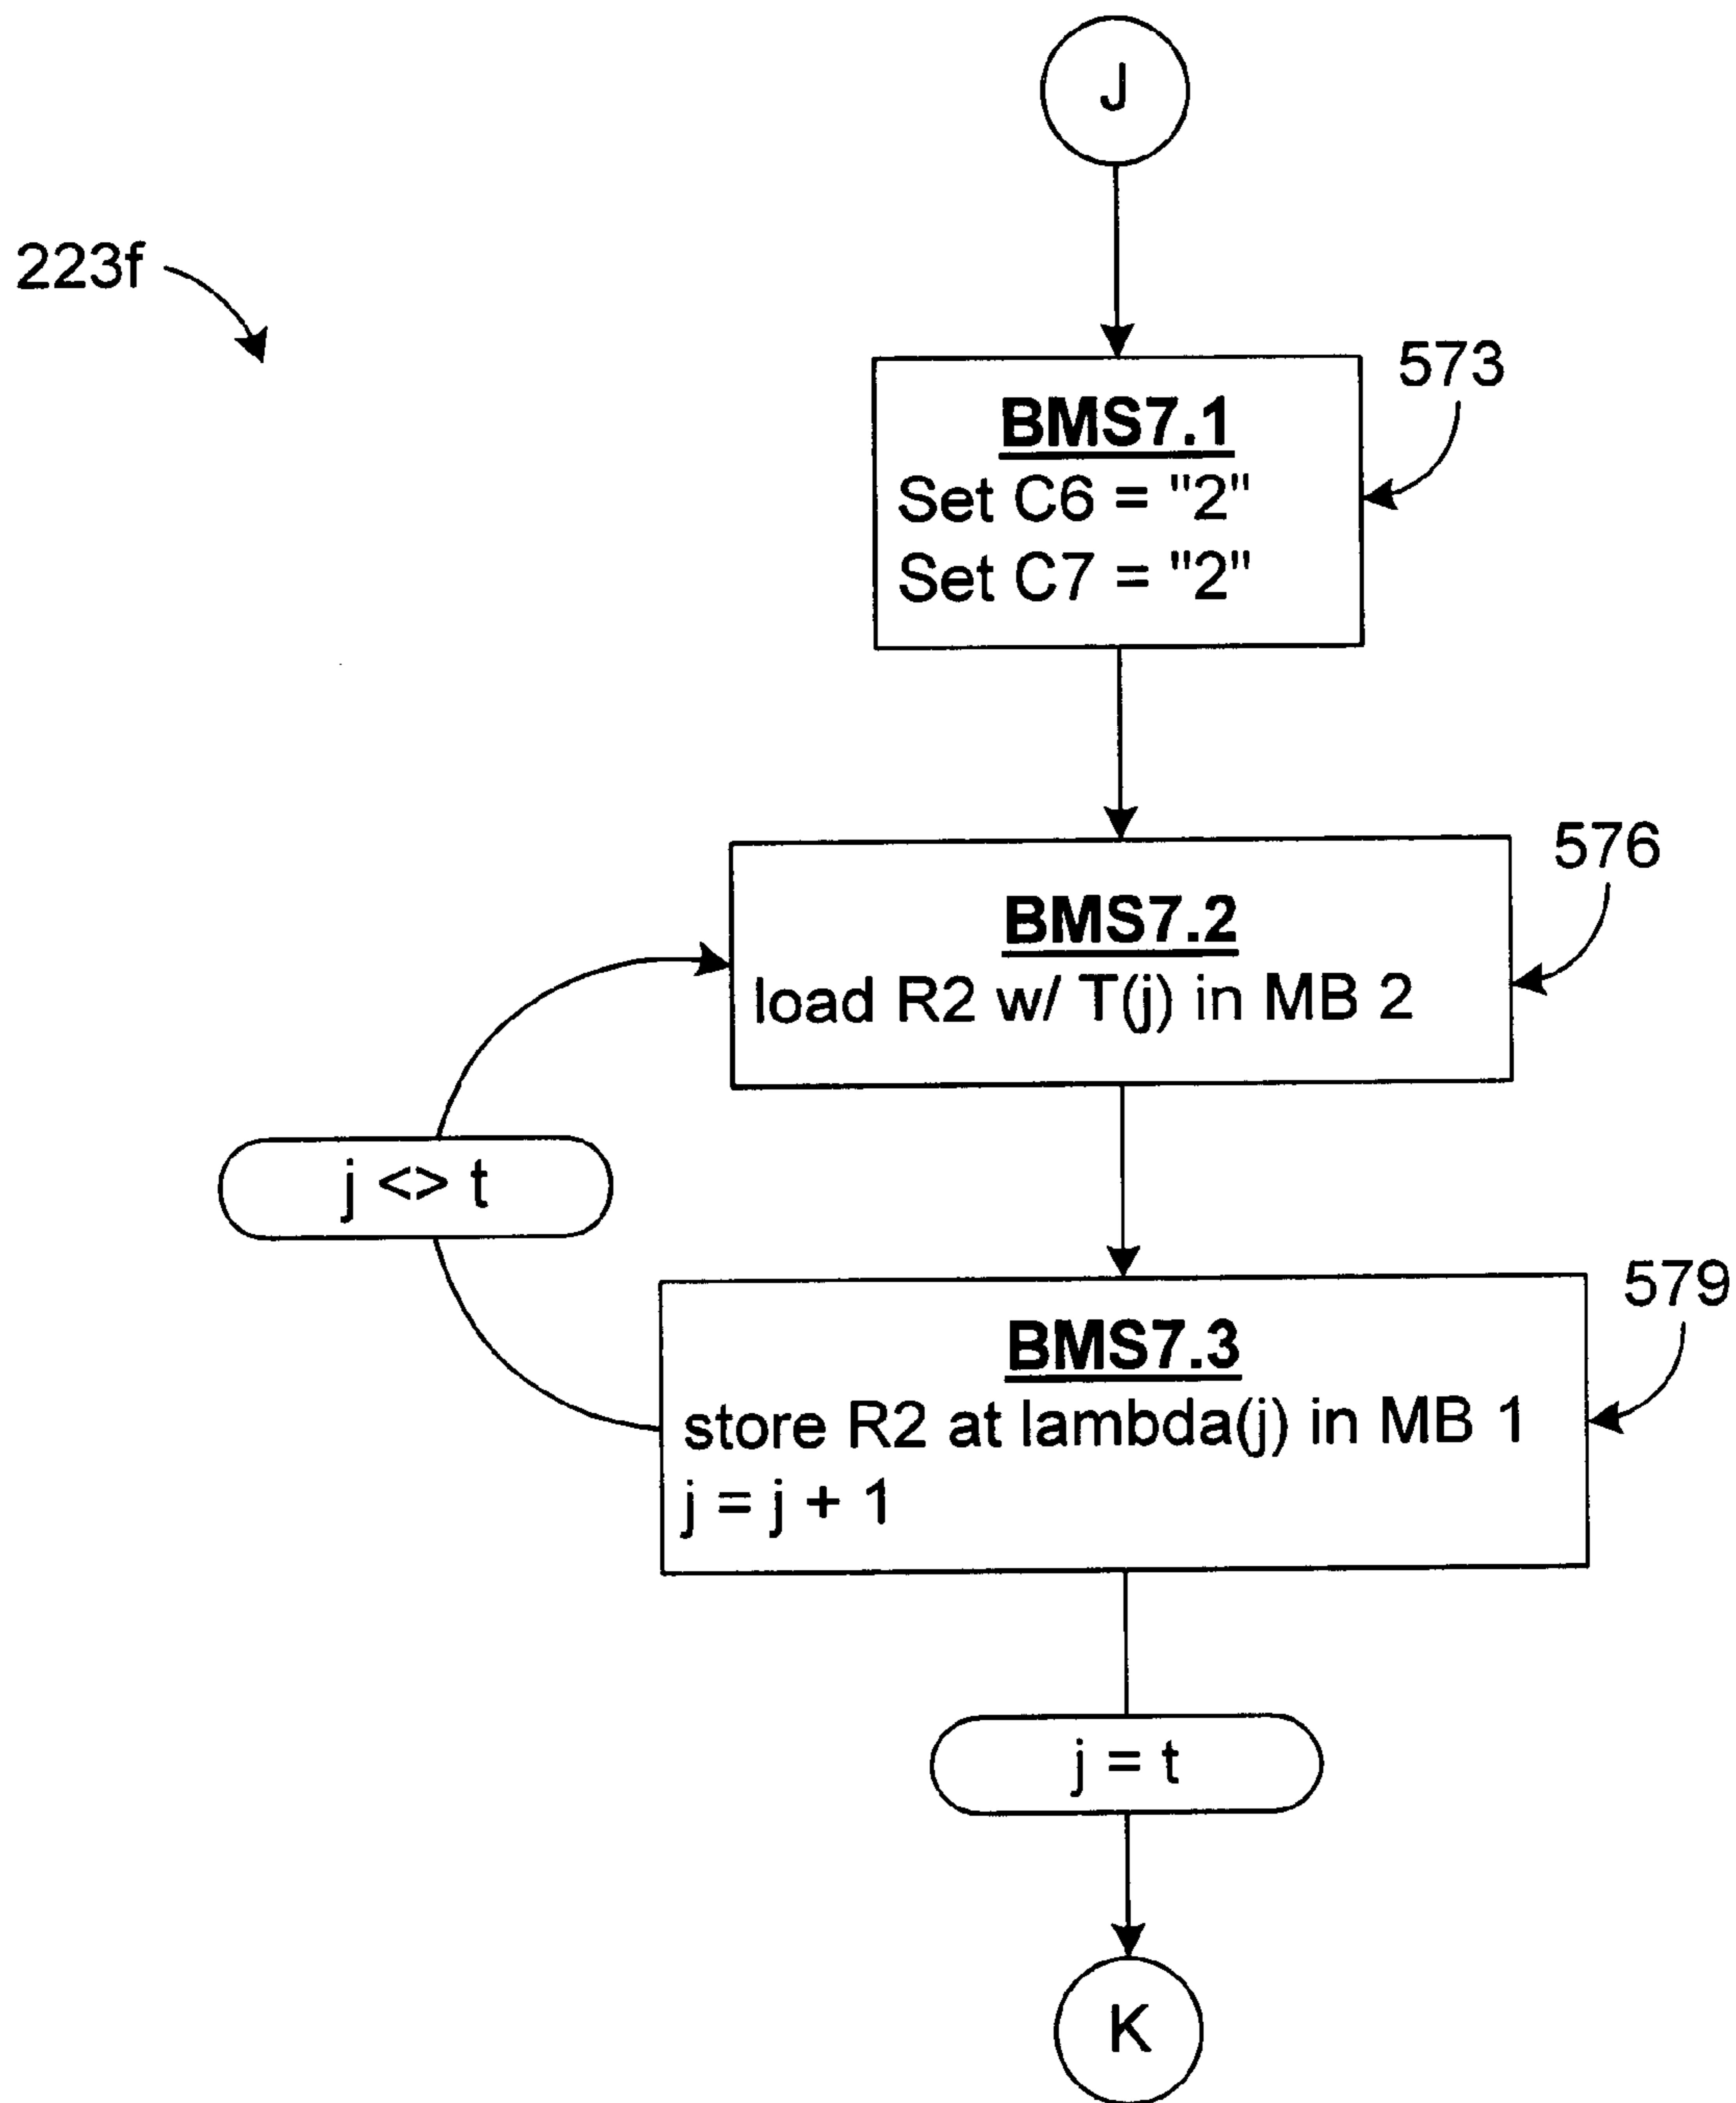 J
223f
573
BMS7.1
Set C6 = "2"
Set C7 = "2"
576
BMS7.2
load R2 w/ T(j) in MB 2
j <> t
579
BMS7.3
store R2 at lambda(j) in MB 1
j = j + 1
j = t
K